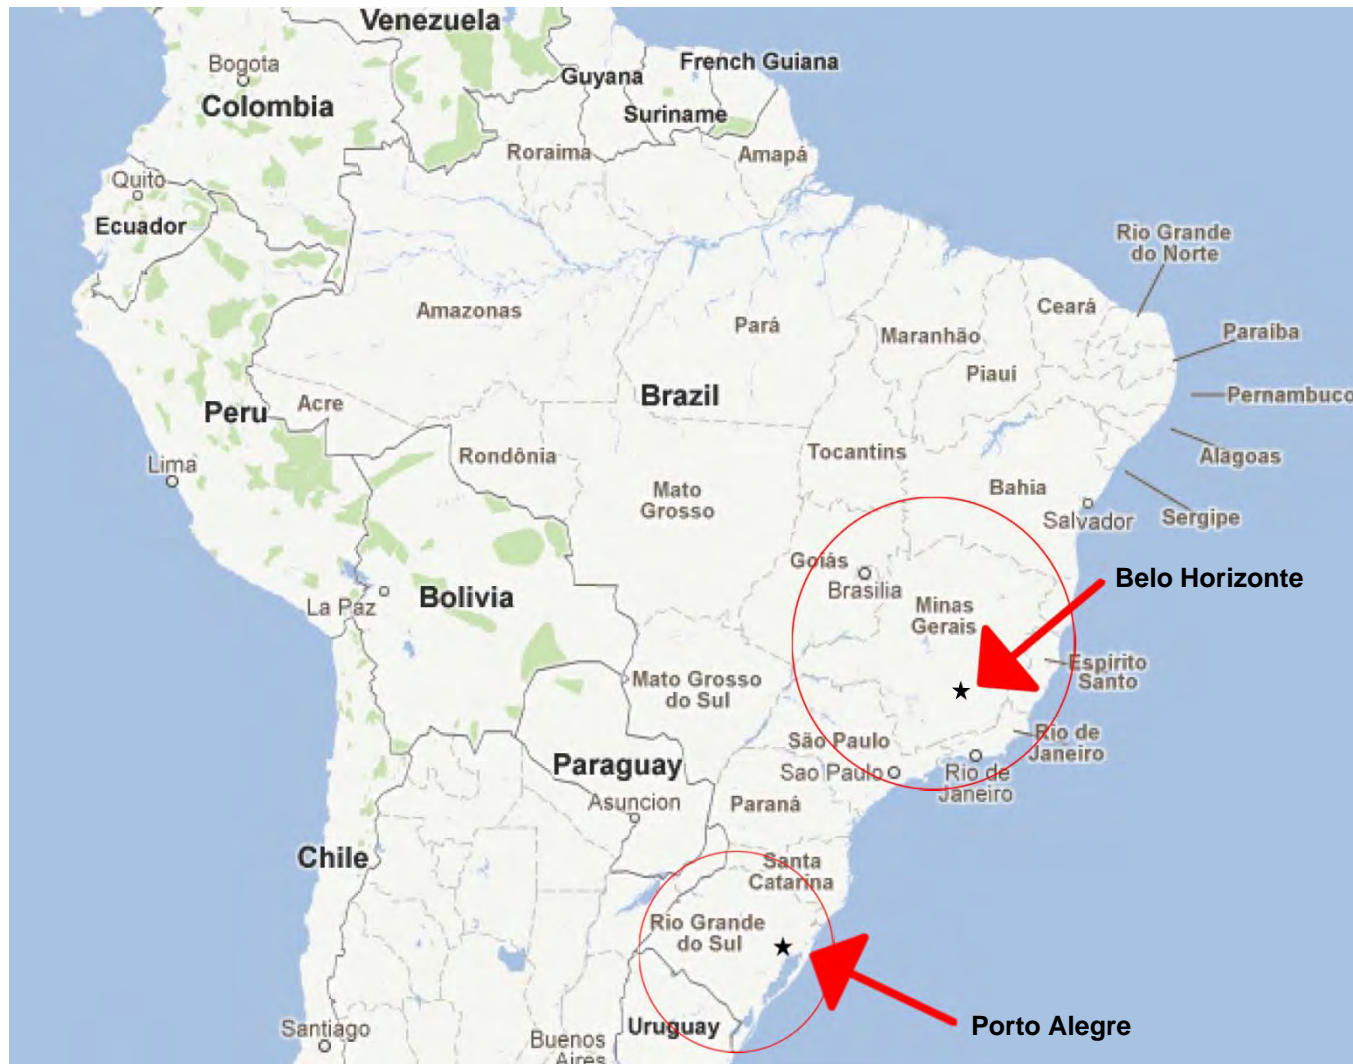 Venezuela
Bogota
Colombia
Guyana
French Guiana
Suriname
Roraima
Amapá
Quito
Ecuador
Rio Grande
do Norte
Ceará
Amazonas
Pará
Maranhão
Paraíba
Piauí
Peru
Acre
Brazil
Pernambuco
Lima
Rondônia
Tocantins
Alagoas
Mato
Grosso
Bahia
Salvador
Sergipe
Goiás
Brasilia
Belo Horizonte
La Paz
Bolivia
Minas
Gerais
Mato Grosso
do Sul
Espírito
Santo
São Paulo
Rio de
Janeiro
Paraguay
Sao Paulo
Rio de
Janeiro
Asuncion
Paraná
Chile
Santa
Catarina
Rio Grande
do Sul
Santiago
Buenos
Aires
Uruguay
Porto Alegre